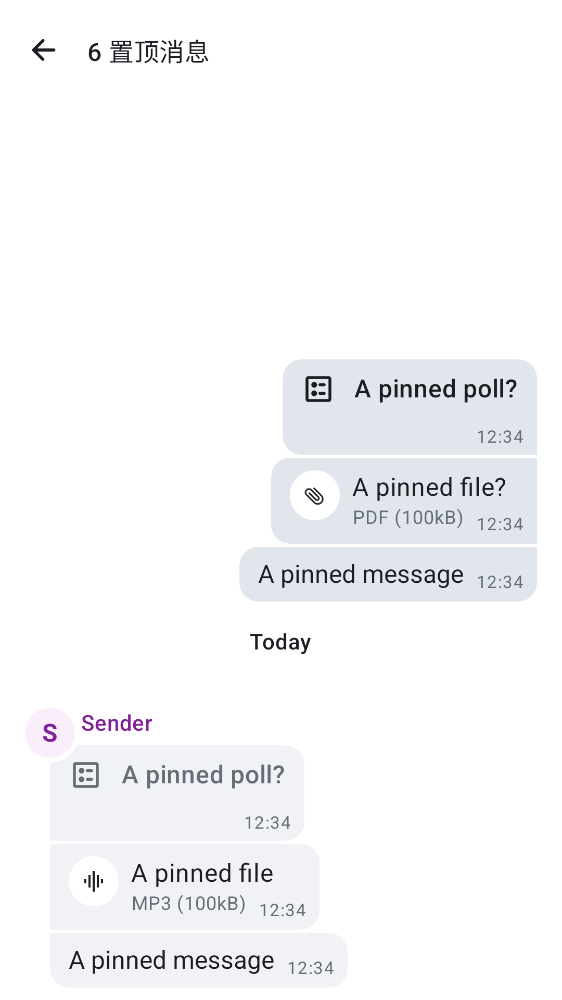 6 置顶消息
A pinned poll?
12:34
A pinned file?
PDF (100kB) 12:34
A pinned message 12:34
Today
S Sender
A pinned poll?
12:34
A pinned file
MP3 (100kB) 12:34
A pinned message 12:34